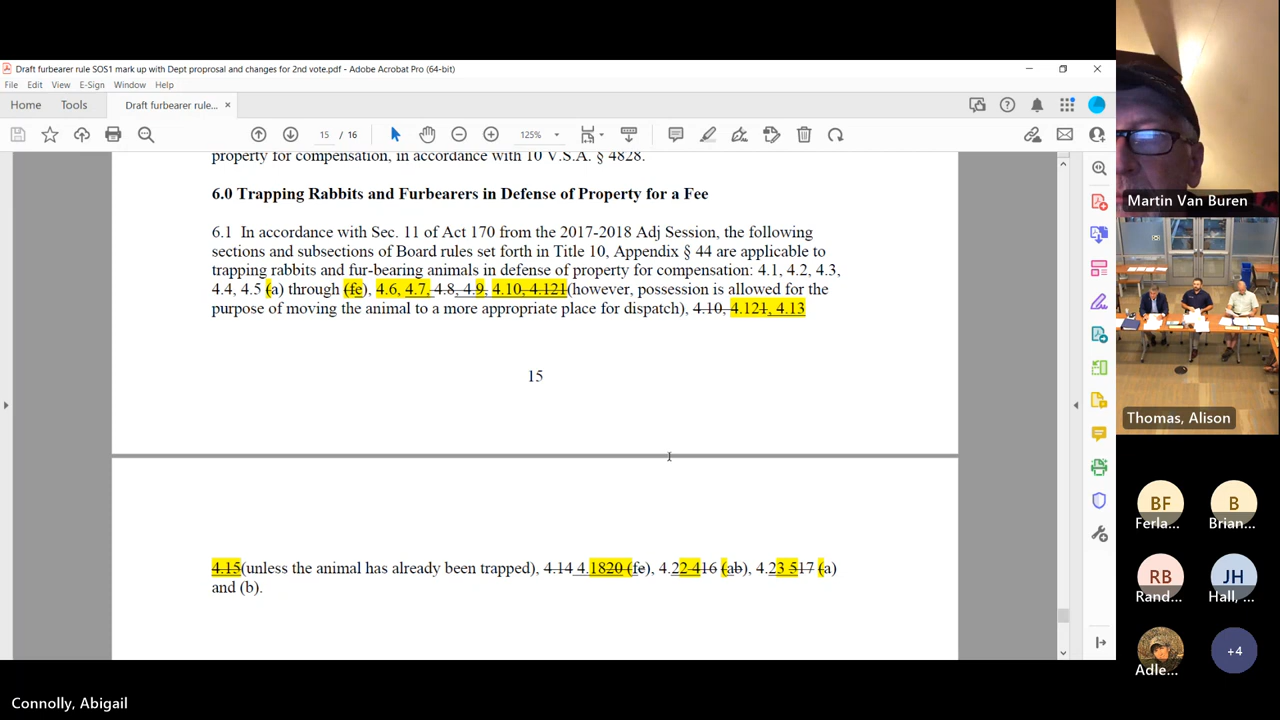 Draft furbearer rule SOS1 mark up with Dept proprosal and changes for 2nd vote.pdf - Adobe Acrobat Pro (64-bit)
File Edit View E-Sign Window Help
Home Tools Draft furbearer rule... ×
15 / 16 125%
property for compensation, in accordance with 10 V.S.A. § 4828.
6.0 Trapping Rabbits and Furbearers in Defense of Property for a Fee
6.1 In accordance with Sec. 11 of Act 170 from the 2017-2018 Adj Session, the following
sections and subsections of Board rules set forth in Title 10, Appendix § 44 are applicable to
trapping rabbits and fur-bearing animals in defense of property for compensation: 4.1, 4.2, 4.3,
4.4, 4.5 (a) through (fe), 4.6, 4.7, 4.8, 4.9, 4.10, 4.121(however, possession is allowed for the
purpose of moving the animal to a more appropriate place for dispatch), 4.10, 4.121, 4.13
15
4.15(unless the animal has already been trapped), 4.14 4.1820 (fe), 4.22-416 (ab), 4.23 517 (a)
and (b).
Martin Van Buren
Thomas, Alison
BF
B
Ferla...
Brian...
RB
JH
Rand...
Hall, ...
+4
Adle...
Connolly, Abigail